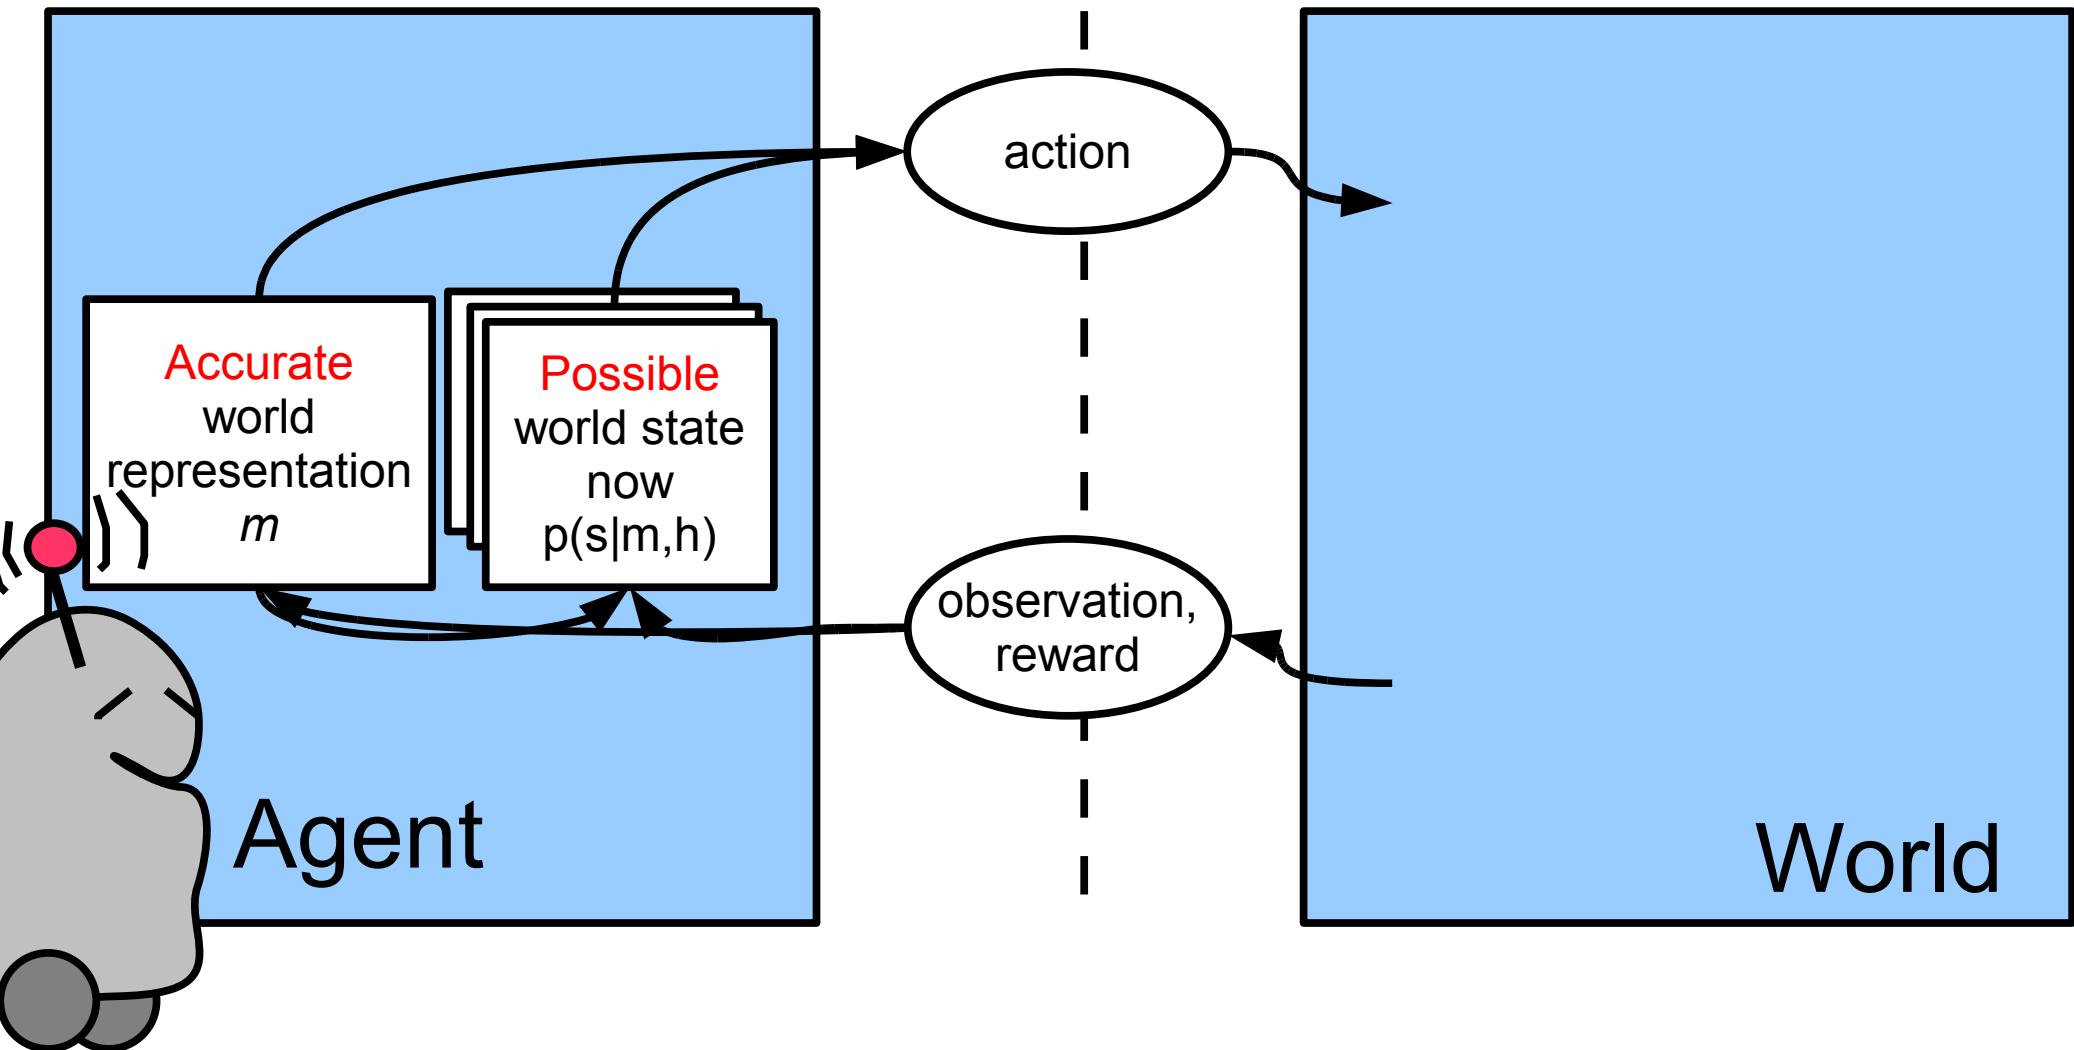 action
Accurate
world
representation
m
Possible
world state
now
p(s|m,h)
observation,
reward
Agent
World